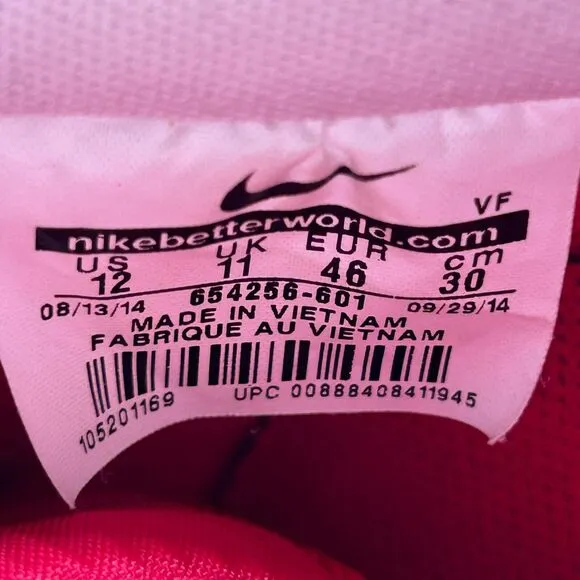 VF
nikebetterworld.com
US UK EUR cm
12 11 46 30
08/13/14 654256-601 09/29/14
MADE IN VIETNAM
FABRIQUE AU VIETNAM
105201169 UPC 00888408411945